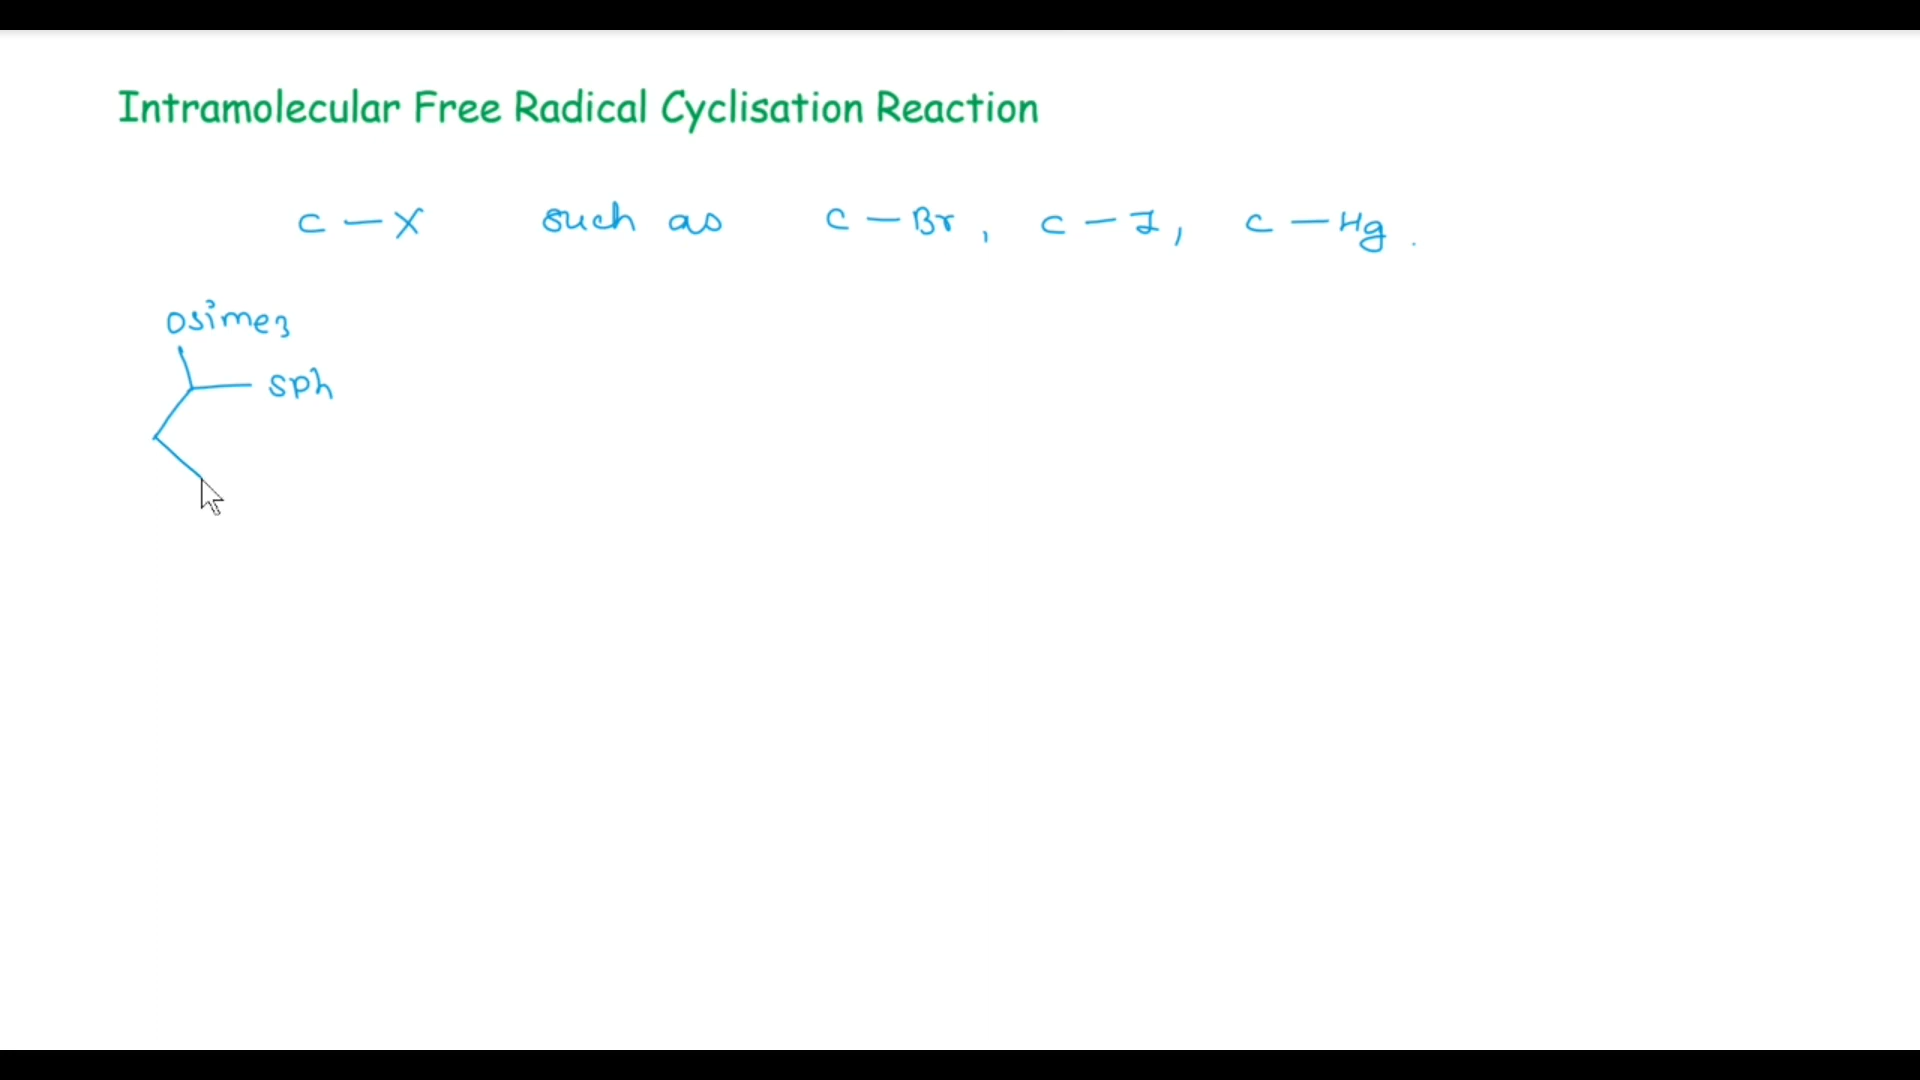 Intramolecular Free Radical Cyclisation Reaction
C - X such as C - Br, C - I, C - Hg.
OSime3
Sph